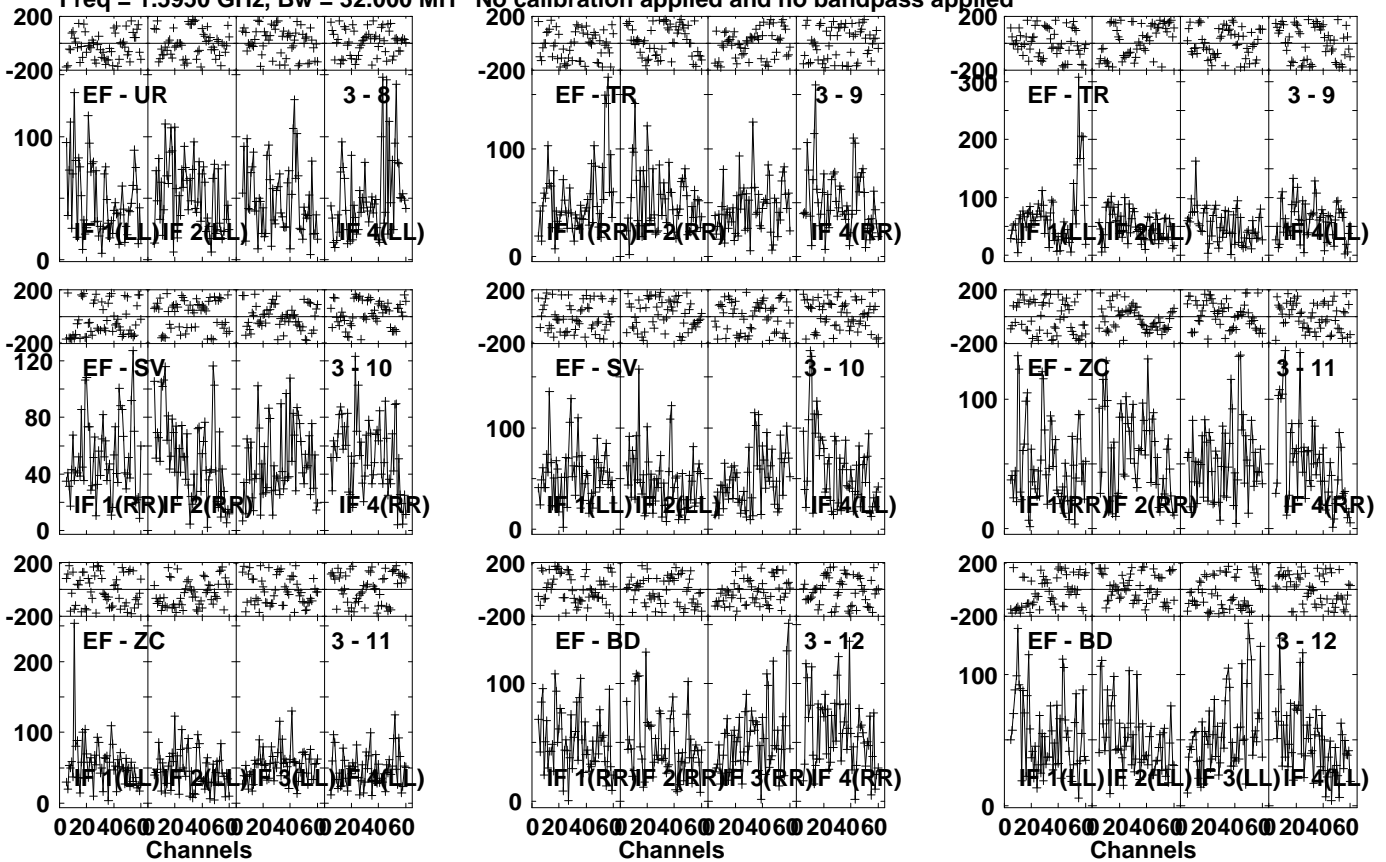 Freq = 1.5950 GHz, Bw = 32.000 MH No calibration applied and no bandpass applied
200
-200
EF - UR 3 - 8
100
IF 1(LL) IF 2(LL) IF 4(LL)
0
200
-200
EF - TR 3 - 9
100
IF 1(RR) IF 2(RR) IF 4(RR)
0
200
-200
300
EF - TR 3 - 9
200
100
IF 1(LL) IF 2(LL) IF 4(LL)
0
200
-200
120
EF - SV 3 - 10
80
40
IF 1(RR) IF 2(RR) IF 4(RR)
0
200
-200
EF - SV 3 - 10
100
IF 1(LL) IF 2(LL) IF 4(LL)
0
200
-200
EF - ZC 3 - 11
100
IF 1(RR) IF 2(RR) IF 4(RR)
0
200
-200
EF - ZC 3 - 11
200
100
IF 1(LL) IF 2(LL) IF 3(LL) IF 4(LL)
0
0 20 40 60 0 20 40 60 0 20 40 60 0 20 40 60
Channels
200
-200
EF - BD 3 - 12
100
IF 1(RR) IF 2(RR) IF 3(RR) IF 4(RR)
0
0 20 40 60 0 20 40 60 0 20 40 60 0 20 40 60
Channels
200
-200
EF - BD 3 - 12
100
IF 1(LL) IF 2(LL) IF 3(LL) IF 4(LL)
0
0 20 40 60 0 20 40 60 0 20 40 60 0 20 40 60
Channels